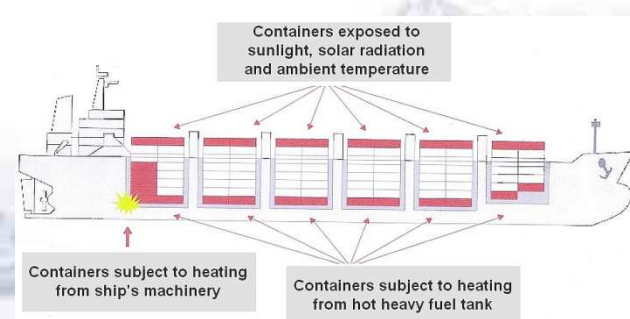 Containers exposed to
sunlight, solar radiation
and ambient temperature
Containers subject to heating
from ship's machinery
Containers subject to heating
from hot heavy fuel tank